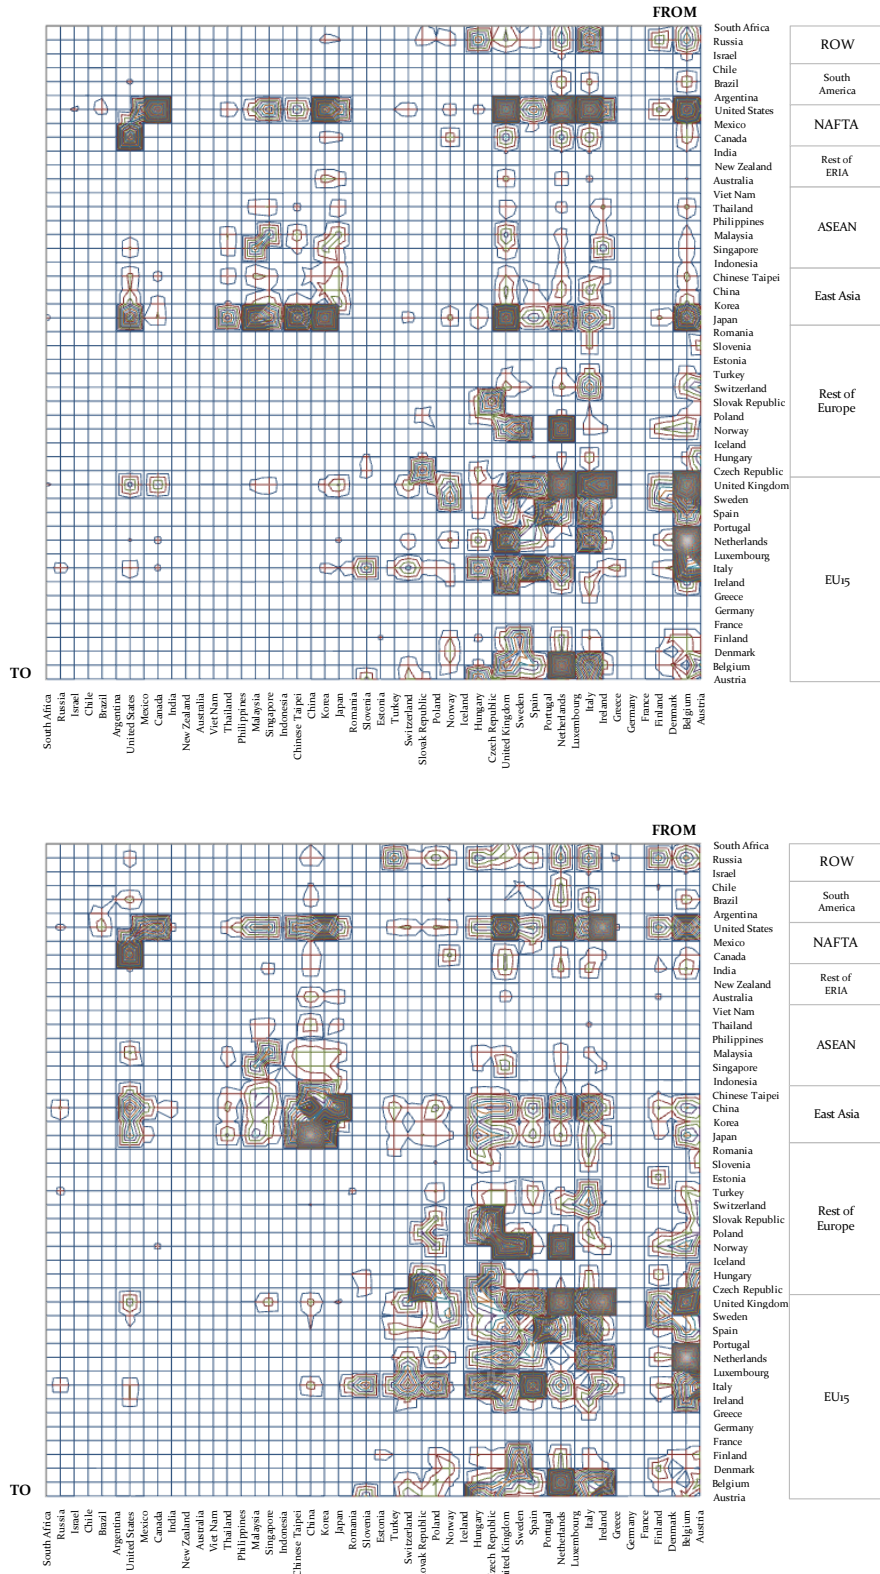 FROM
South Africa
Russia
Israel
Chile
Brazil
Argentina
United States
Mexico
Canada
India
New Zealand
Australia
Viet Nam
Thailand
Philippines
Malaysia
Singapore
Indonesia
Chinese Taipei
China
Korea
Japan
Romania
Slovenia
Estonia
Turkey
Switzerland
Slovak Republic
Poland
Norway
Iceland
Hungary
Czech Republic
United Kingdom
Sweden
Spain
Portugal
Netherlands
Luxembourg
Italy
Ireland
Greece
Germany
France
Finland
Denmark
Belgium
Austria
ROW
South
America
NAFTA
Rest of
ERIA
ASEAN
East Asia
Rest of
Europe
EU15
TO
South Africa
Russia
Israel
Chile
Brazil
Argentina
United States
Mexico
Canada
India
New Zealand
Australia
Viet Nam
Thailand
Philippines
Malaysia
Singapore
Indonesia
Chinese Taipei
China
Korea
Japan
Romania
Slovenia
Estonia
Turkey
Switzerland
Slovak Republic
Poland
Norway
Iceland
Hungary
Czech Republic
United Kingdom
Sweden
Spain
Portugal
Netherlands
Luxembourg
Italy
Ireland
Greece
Germany
France
Finland
Denmark
Belgium
Austria
FROM
South Africa
Russia
Israel
Chile
Brazil
Argentina
United States
Mexico
Canada
India
New Zealand
Australia
Viet Nam
Thailand
Philippines
Malaysia
Singapore
Indonesia
Chinese Taipei
China
Korea
Japan
Romania
Slovenia
Estonia
Turkey
Switzerland
Slovak Republic
Poland
Norway
Iceland
Hungary
Czech Republic
United Kingdom
Sweden
Spain
Portugal
Netherlands
Luxembourg
Italy
Ireland
Greece
Germany
France
Finland
Denmark
Belgium
Austria
ROW
South
America
NAFTA
Rest of
ERIA
ASEAN
East Asia
Rest of
Europe
EU15
TO
South Africa
Russia
Israel
Chile
Brazil
Argentina
United States
Mexico
Canada
India
New Zealand
Australia
Viet Nam
Thailand
Philippines
Malaysia
Singapore
Indonesia
Chinese Taipei
China
Korea
Japan
Romania
Slovenia
Estonia
Turkey
Switzerland
Slovak Republic
Poland
Norway
Iceland
Hungary
Czech Republic
United Kingdom
Sweden
Spain
Portugal
Netherlands
Luxembourg
Italy
Ireland
Greece
Germany
France
Finland
Denmark
Belgium
Austria